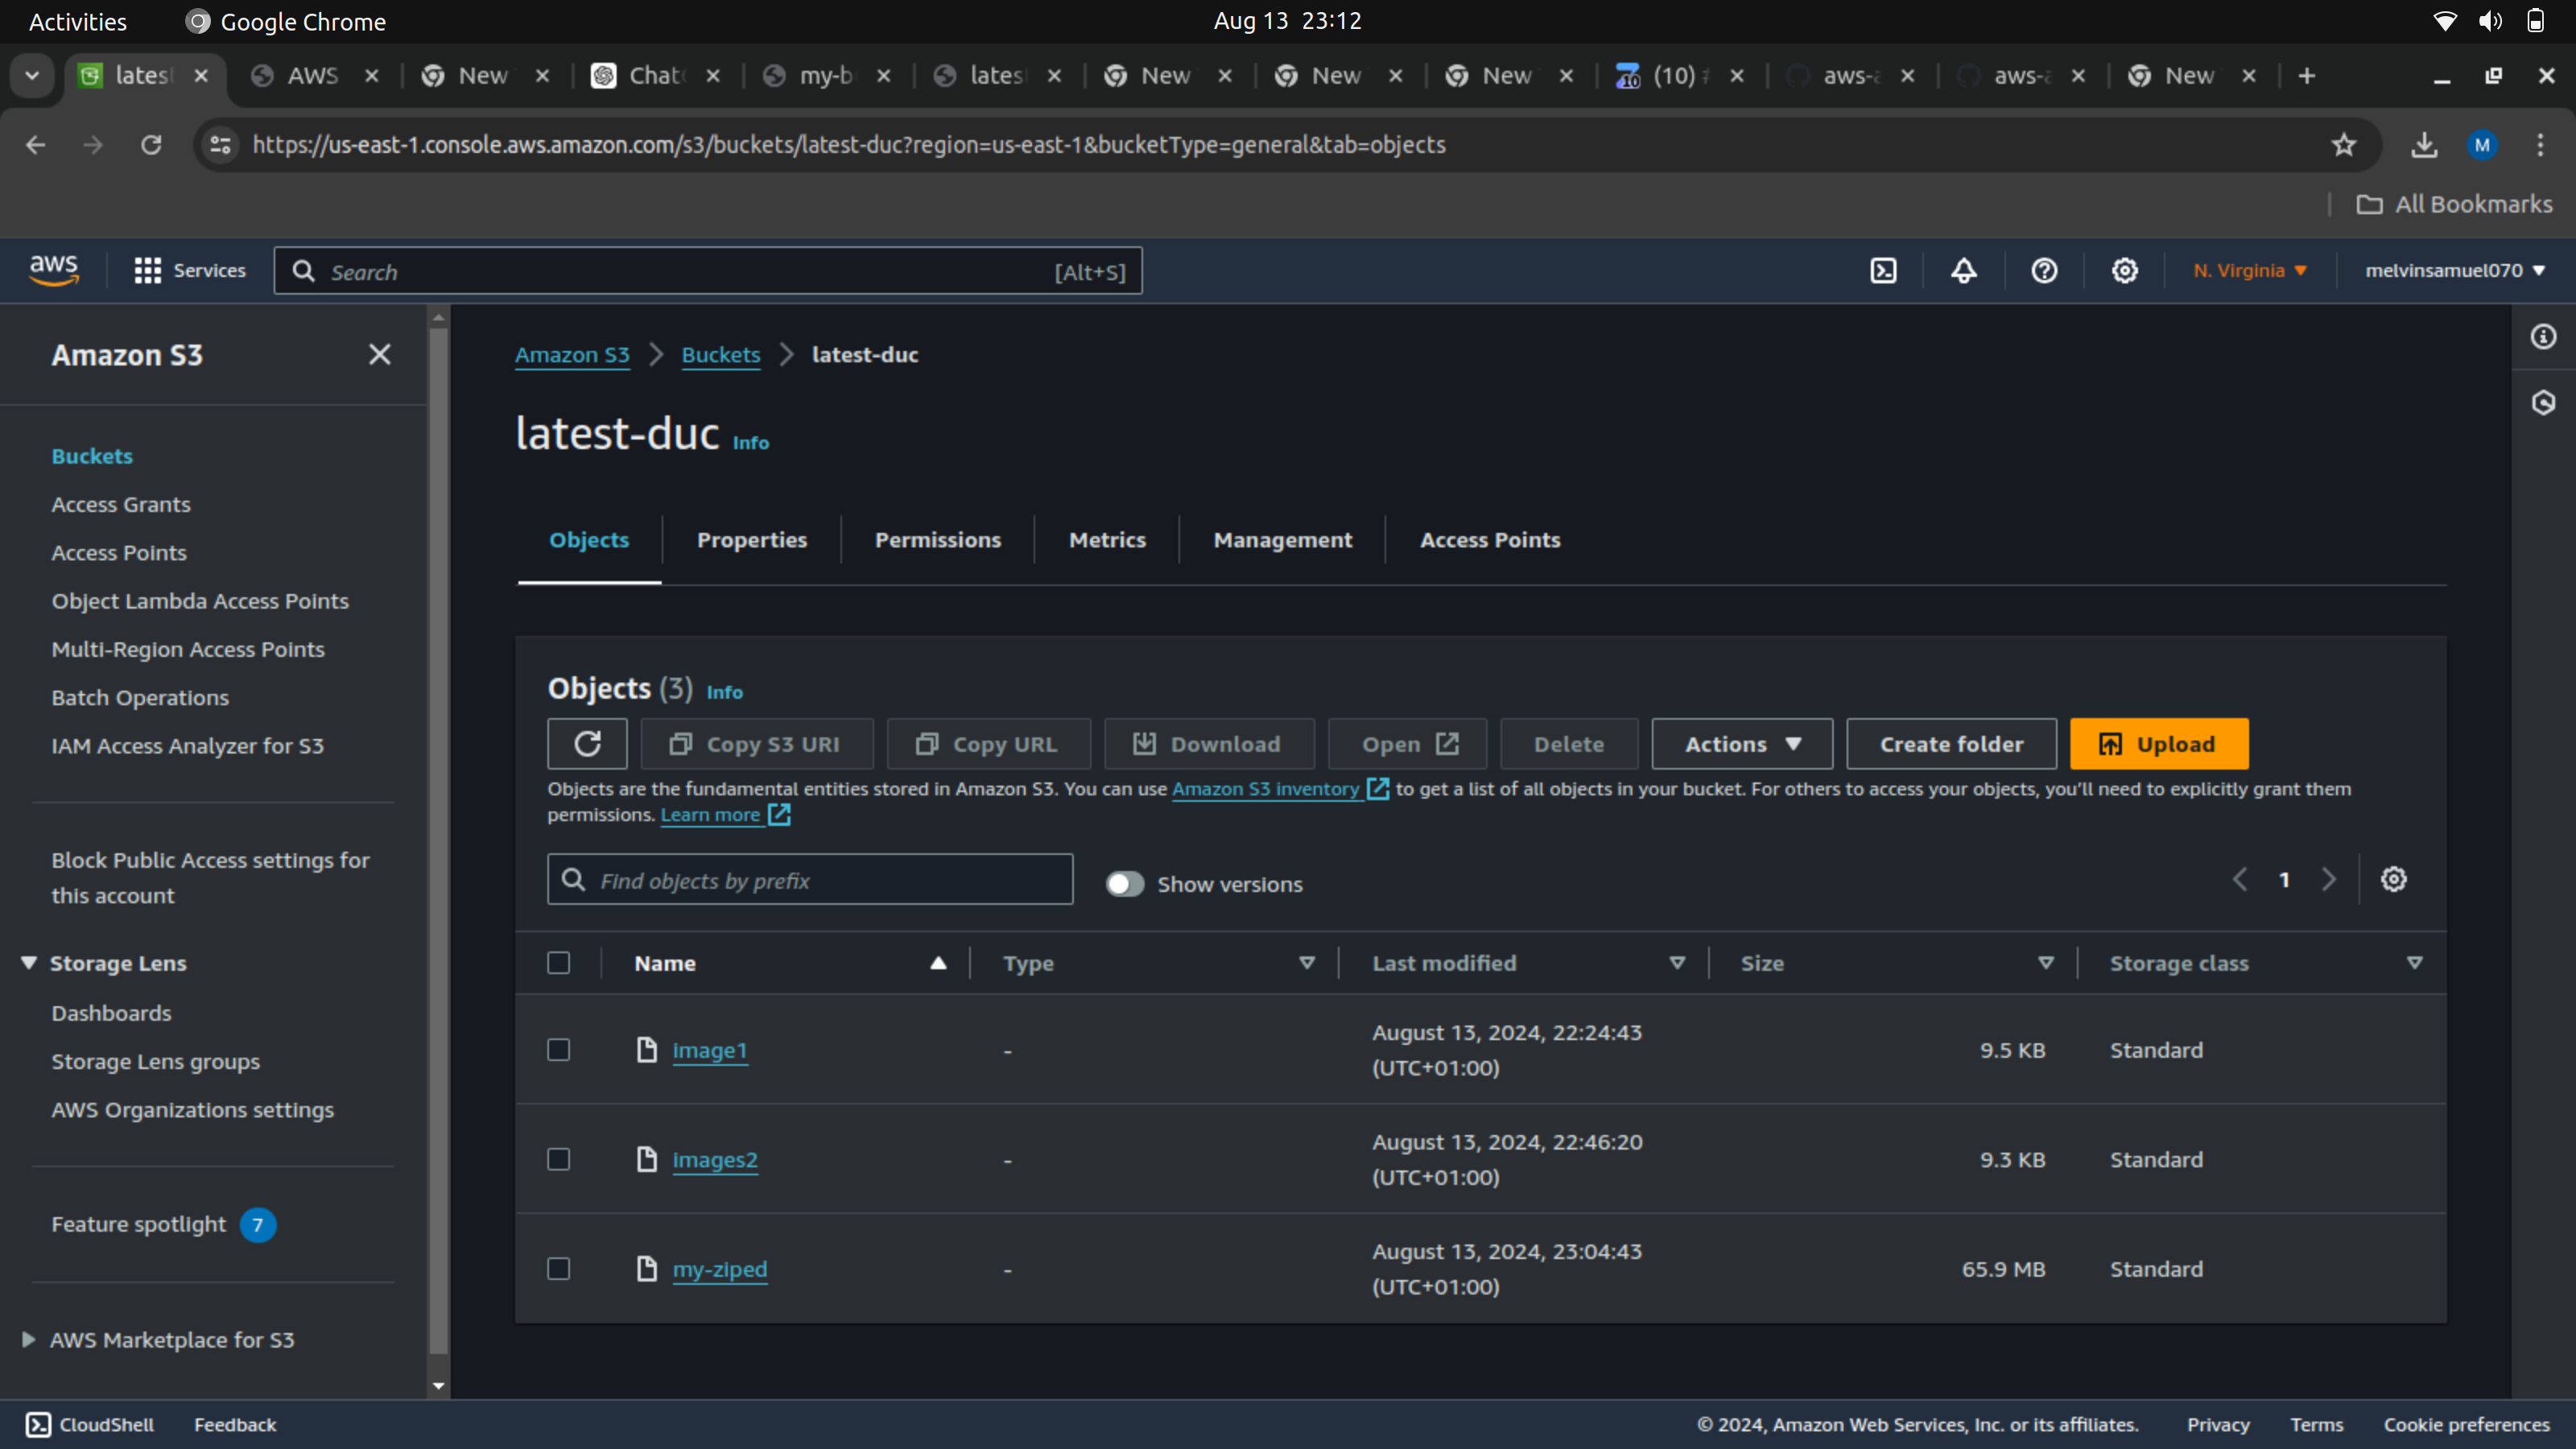 Activities
Google Chrome
Aug 13 23:12
latest
AWS
New
Chat
my-b
latest
New
New
New
(10)
aws-a
aws-a
New
https://us-east-1.console.aws.amazon.com/s3/buckets/latest-duc?region=us-east-1&bucketType=general&tab=objects
M
All Bookmarks
aws
Services
Search
[Alt+S]
N. Virginia
melvinsamuel070
Amazon S3
Buckets
Access Grants
Access Points
Object Lambda Access Points
Multi-Region Access Points
Batch Operations
IAM Access Analyzer for S3
Block Public Access settings for
this account
Storage Lens
Dashboards
Storage Lens groups
AWS Organizations settings
Feature spotlight 7
AWS Marketplace for S3
Amazon S3 > Buckets > latest-duc
latest-duc Info
Objects
Properties
Permissions
Metrics
Management
Access Points
Objects (3) Info
Copy S3 URI
Copy URL
Download
Open
Delete
Actions
Create folder
Upload
Objects are the fundamental entities stored in Amazon S3. You can use Amazon S3 inventory to get a list of all objects in your bucket. For others to access your objects, you'll need to explicitly grant them
permissions. Learn more
Find objects by prefix
Show versions
1
Name
Type
Last modified
Size
Storage class
image1
-
August 13, 2024, 22:24:43
(UTC+01:00)
9.5 KB
Standard
images2
-
August 13, 2024, 22:46:20
(UTC+01:00)
9.3 KB
Standard
my-ziped
-
August 13, 2024, 23:04:43
(UTC+01:00)
65.9 MB
Standard
CloudShell
Feedback
© 2024, Amazon Web Services, Inc. or its affiliates.
Privacy
Terms
Cookie preferences